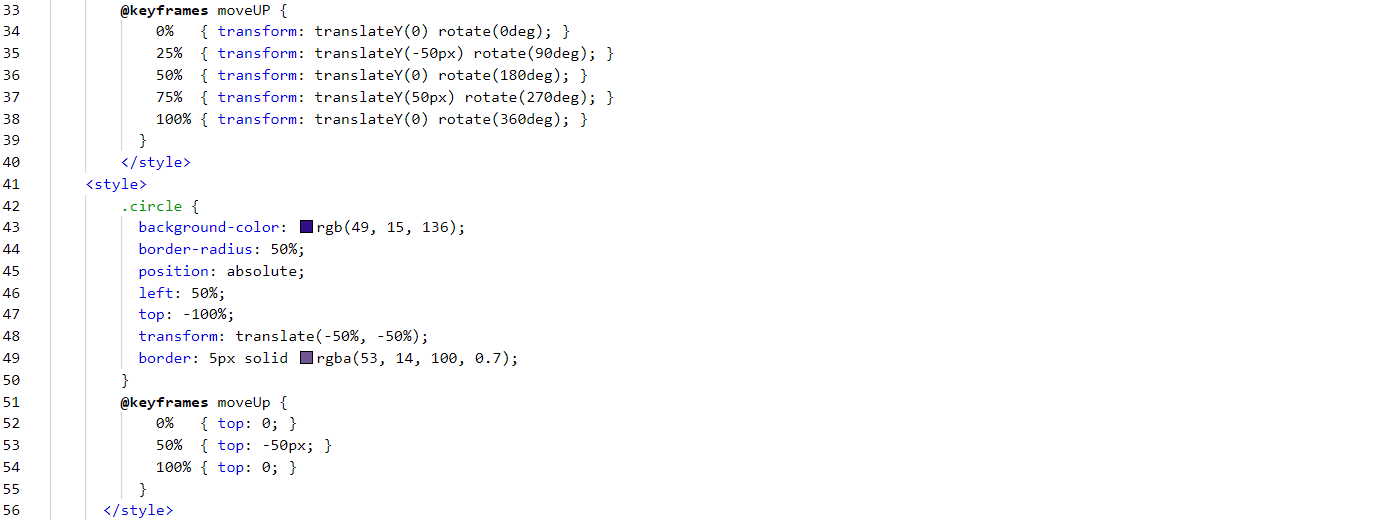 33 @keyframes moveUP {
34 0% { transform: translateY(0) rotate(0deg); }
35 25% { transform: translateY(-50px) rotate(90deg); }
36 50% { transform: translateY(0) rotate(180deg); }
37 75% { transform: translateY(50px) rotate(270deg); }
38 100% { transform: translateY(0) rotate(360deg); }
39 }
40 </style>
41 <style>
42 .circle {
43 background-color: rgb(49, 15, 136);
44 border-radius: 50%;
45 position: absolute;
46 left: 50%;
47 top: -100%;
48 transform: translate(-50%, -50%);
49 border: 5px solid rgba(53, 14, 100, 0.7);
50 }
51 @keyframes moveUp {
52 0% { top: 0; }
53 50% { top: -50px; }
54 100% { top: 0; }
55 }
56 </style>